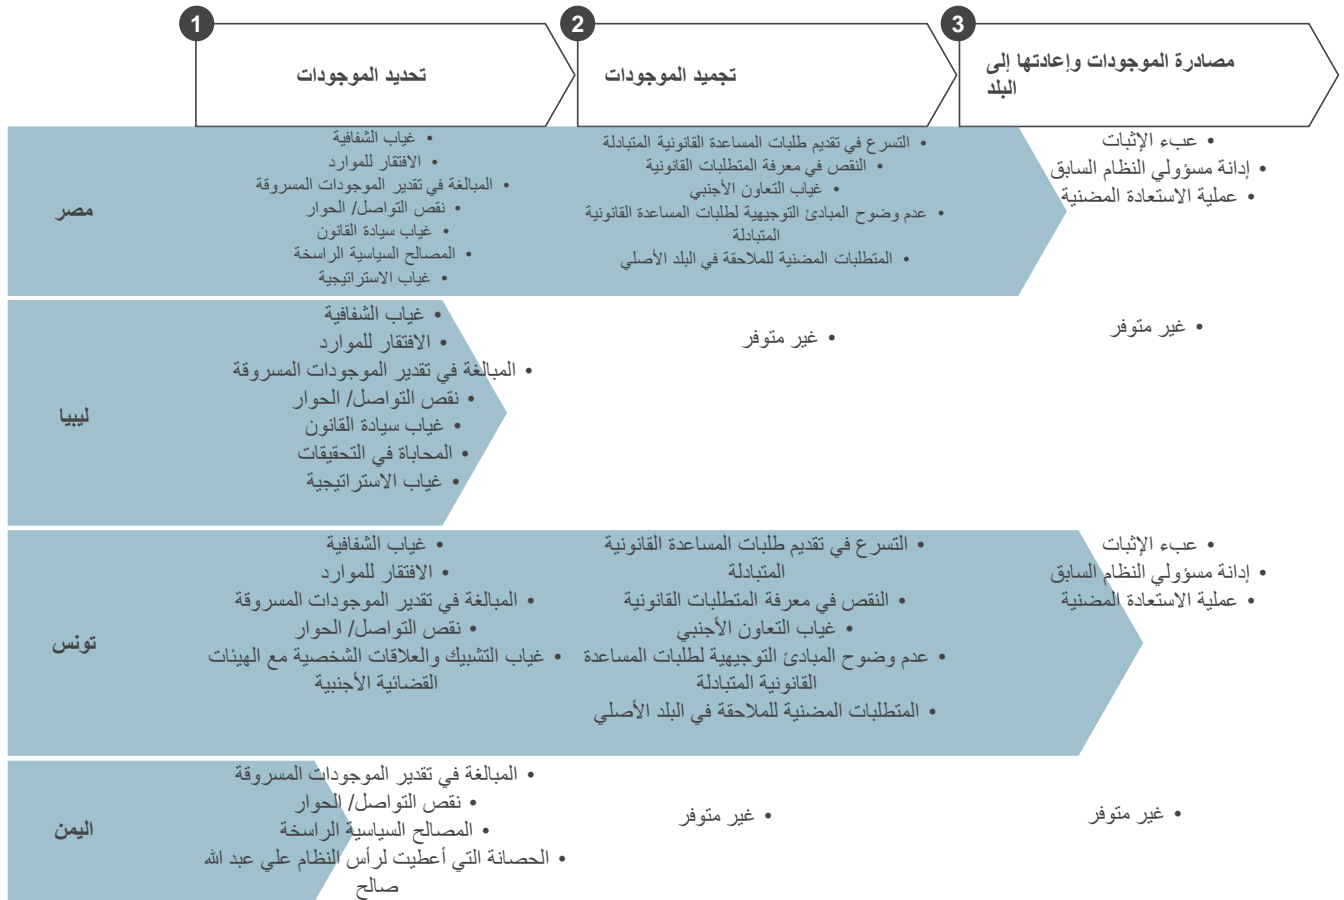 1
تحديد الموجودات
2
تجميد الموجودات
3
مصادرة الموجودات وإعادتها إلى
البلد
مصر
• غياب الشفافية
• الافتقار للموارد
• المبالغة في تقدير الموجودات المسروقة
• نقص التواصل/ الحوار
• غياب سيادة القانون
• المصالح السياسية الراسخة
• غياب الاستراتيجية
• التسرع في تقديم طلبات المساعدة القانونية المتبادلة
• النقص في معرفة المتطلبات القانونية
• غياب التعاون الأجنبي
• عدم وضوح المبادئ التوجيهية لطلبات المساعدة القانونية
المتبادلة
• المتطلبات المضنية للملاحقة في البلد الأصلي
• عبء الإثبات
• إدانة مسؤولي النظام السابق
• عملية الاستعادة المضنية
ليبيا
• غياب الشفافية
• الافتقار للموارد
• المبالغة في تقدير الموجودات المسروقة
• نقص التواصل/ الحوار
• غياب سيادة القانون
• المحاباة في التحقيقات
• غياب الاستراتيجية
• غير متوفر
• غير متوفر
تونس
• غياب الشفافية
• الافتقار للموارد
• المبالغة في تقدير الموجودات المسروقة
• نقص التواصل/ الحوار
• غياب التشبيك والعلاقات الشخصية مع الهيئات
القضائية الأجنبية
• التسرع في تقديم طلبات المساعدة القانونية
المتبادلة
• النقص في معرفة المتطلبات القانونية
• غياب التعاون الأجنبي
• عدم وضوح المبادئ التوجيهية لطلبات المساعدة
القانونية المتبادلة
• المتطلبات المضنية للملاحقة في البلد الأصلي
• عبء الإثبات
• إدانة مسؤولي النظام السابق
• عملية الاستعادة المضنية
اليمن
• المبالغة في تقدير الموجودات المسروقة
• نقص التواصل/ الحوار
• المصالح السياسية الراسخة
• الحصانة التي أعطيت لرأس النظام علي عبد الله
صالح
• غير متوفر
• غير متوفر